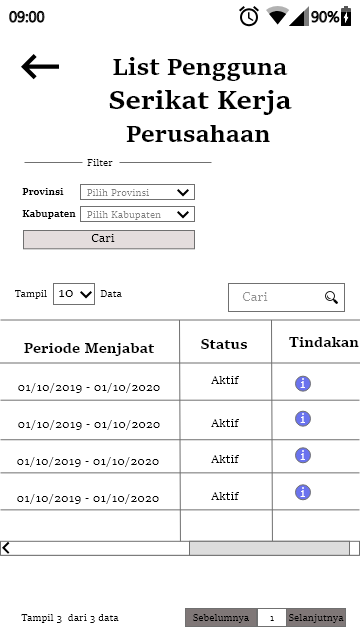 09:00 90%
List Pengguna
Serikat Kerja
Perusahaan
Filter
Provinsi Pilih Provinsi
Kabupaten Pilih Kabupaten
Cari
Tampil 10 Data Cari
Periode Menjabat Status Tindakan
01/10/2019 - 01/10/2020 Aktif i
01/10/2019 - 01/10/2020 Aktif i
01/10/2019 - 01/10/2020 Aktif i
01/10/2019 - 01/10/2020 Aktif i
Tampil 3 dari 3 data Sebelumnya 1 Selanjutnya